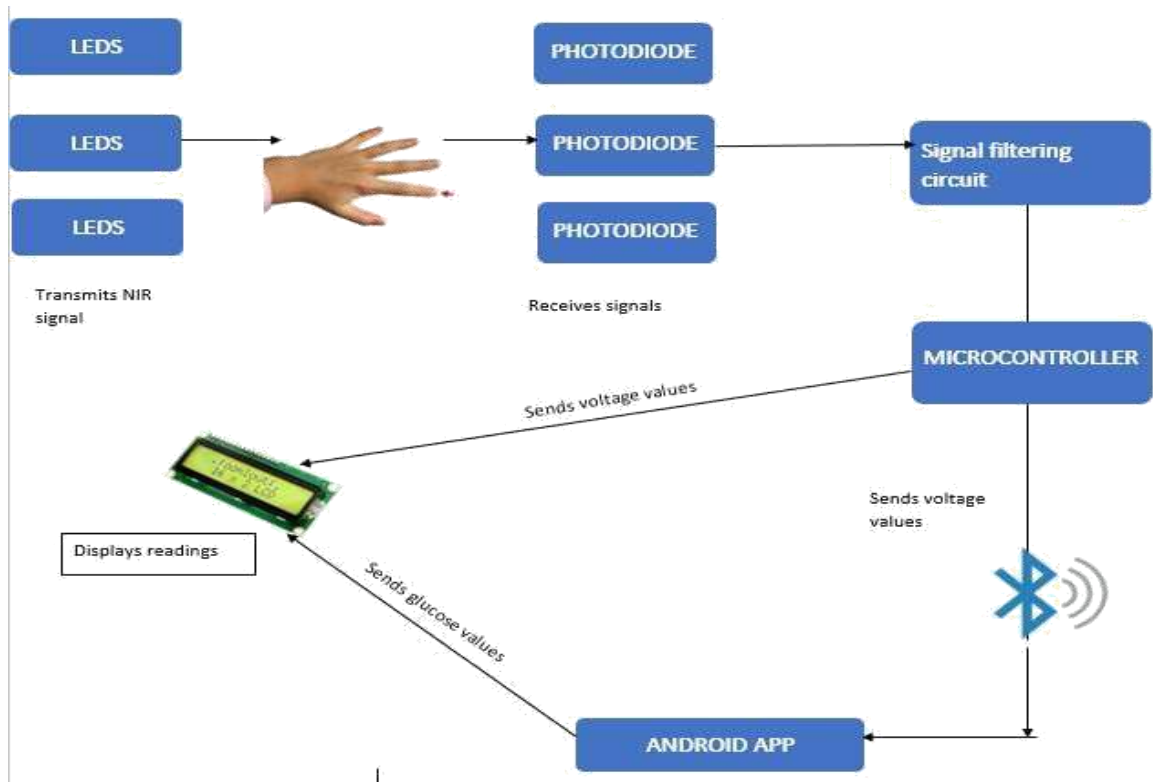 LEDS
PHOTODIODE
LEDS
PHOTODIODE
Signal filtering
circuit
LEDS
PHOTODIODE
Transmits NIR
signal
Receives signals
MICROCONTROLLER
Sends voltage values
Sends voltage
values
Displays readings
Sends glucose values
ANDROID APP